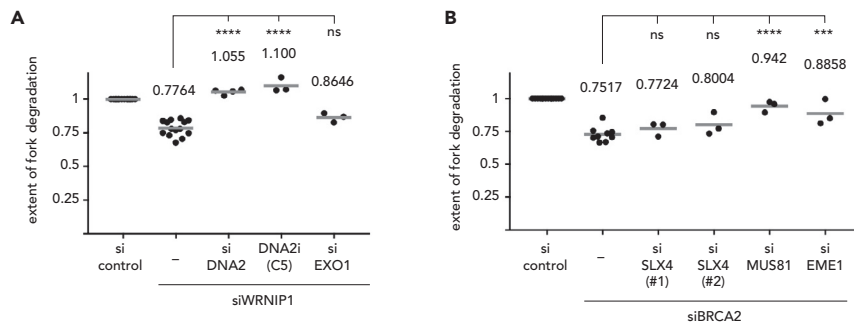 A
**** **** ns
1.055 1.100
0.7764 0.8646
extent of fork degradation
1
0.75
0.5
0.25
si
control
–
si
DNA2
DNA2i
(C5)
si
EXO1
siWRNIP1
B
ns ns **** ***
0.942
0.7517 0.7724 0.8004 0.8858
extent of fork degradation
1
0.75
0.5
0.25
si
control
–
si
SLX4
(#1)
si
SLX4
(#2)
si
MUS81
si
EME1
siBRCA2